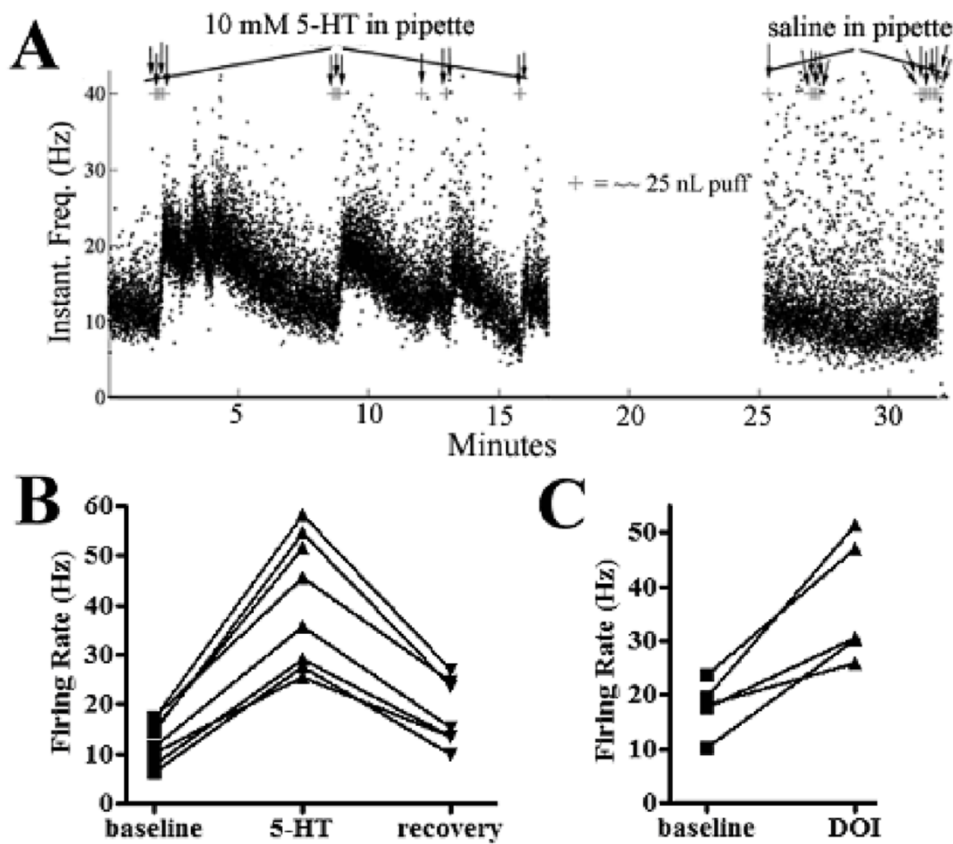 A
10 mM 5-HT in pipette
saline in pipette
Instant. Freq. (Hz)
40
30
20
10
0
+ = ~~ 25 nL puff
5
10
15
20
25
30
Minutes
B
Firing Rate (Hz)
60
50
40
30
20
10
0
baseline
5-HT
recovery
C
Firing Rate (Hz)
50
40
30
20
10
0
baseline
DOI